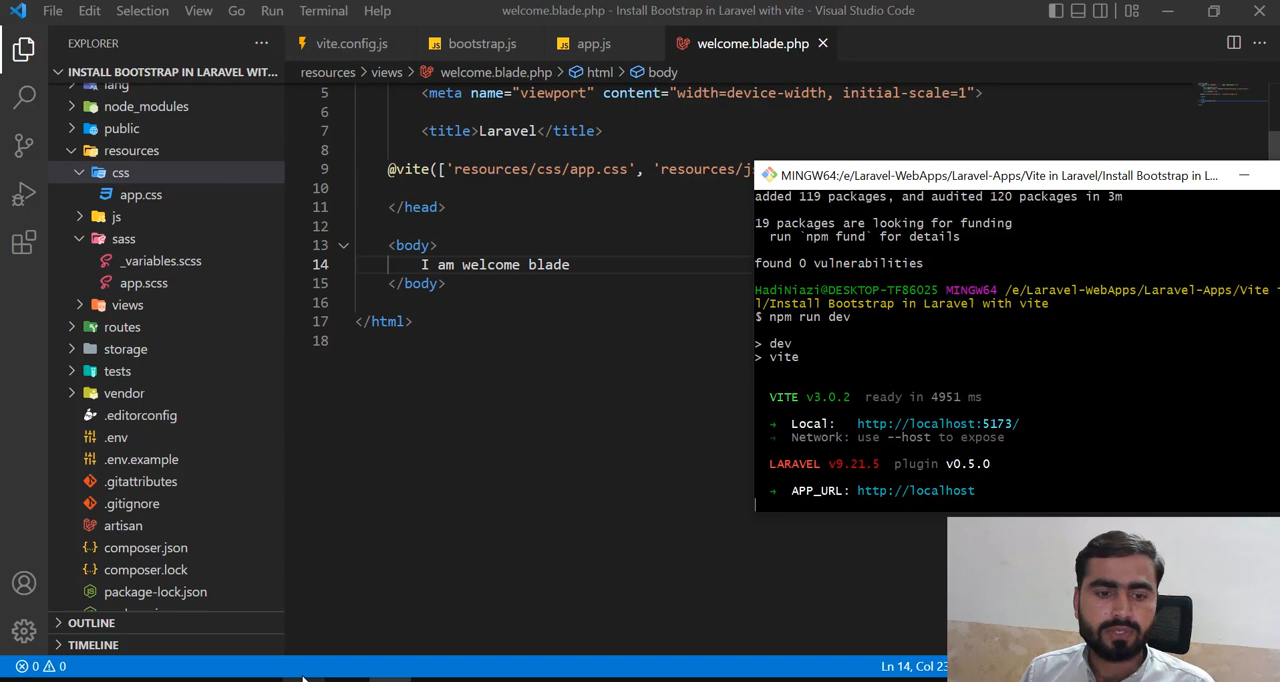 File Edit Selection View Go Run Terminal Help
welcome.blade.php - Install Bootstrap in Laravel with vite - Visual Studio Code
EXPLORER
INSTALL BOOTSTRAP IN LARAVEL WIT...
lang
node_modules
public
resources
css
app.css
js
sass
_variables.scss
app.scss
views
routes
storage
tests
vendor
.editorconfig
.env
.env.example
.gitattributes
.gitignore
artisan
composer.json
composer.lock
package-lock.json
OUTLINE
TIMELINE
vite.config.js
bootstrap.js
app.js
welcome.blade.php
resources > views > welcome.blade.php > html > body
5 <meta name="viewport" content="width=device-width, initial-scale=1">
6
7 <title>Laravel</title>
8
9 @vite(['resources/css/app.css', 'resources/j
10
11 </head>
12
13 <body>
14 I am welcome blade
15 </body>
16
17 </html>
18
MINGW64:/e/Laravel-WebApps/Laravel-Apps/Vite in Laravel/Install Bootstrap in L...
added 119 packages, and audited 120 packages in 3m
19 packages are looking for funding
run `npm fund` for details
found 0 vulnerabilities
HadiNiazi@DESKTOP-TF86O25 MINGW64 /e/Laravel-WebApps/Laravel-Apps/Vite
l/Install Bootstrap in Laravel with vite
$ npm run dev
> dev
> vite
VITE v3.0.2 ready in 4951 ms
→ Local: http://localhost:5173/
→ Network: use --host to expose
LARAVEL v9.21.5 plugin v0.5.0
→ APP_URL: http://localhost
0 0
Ln 14, Col 23